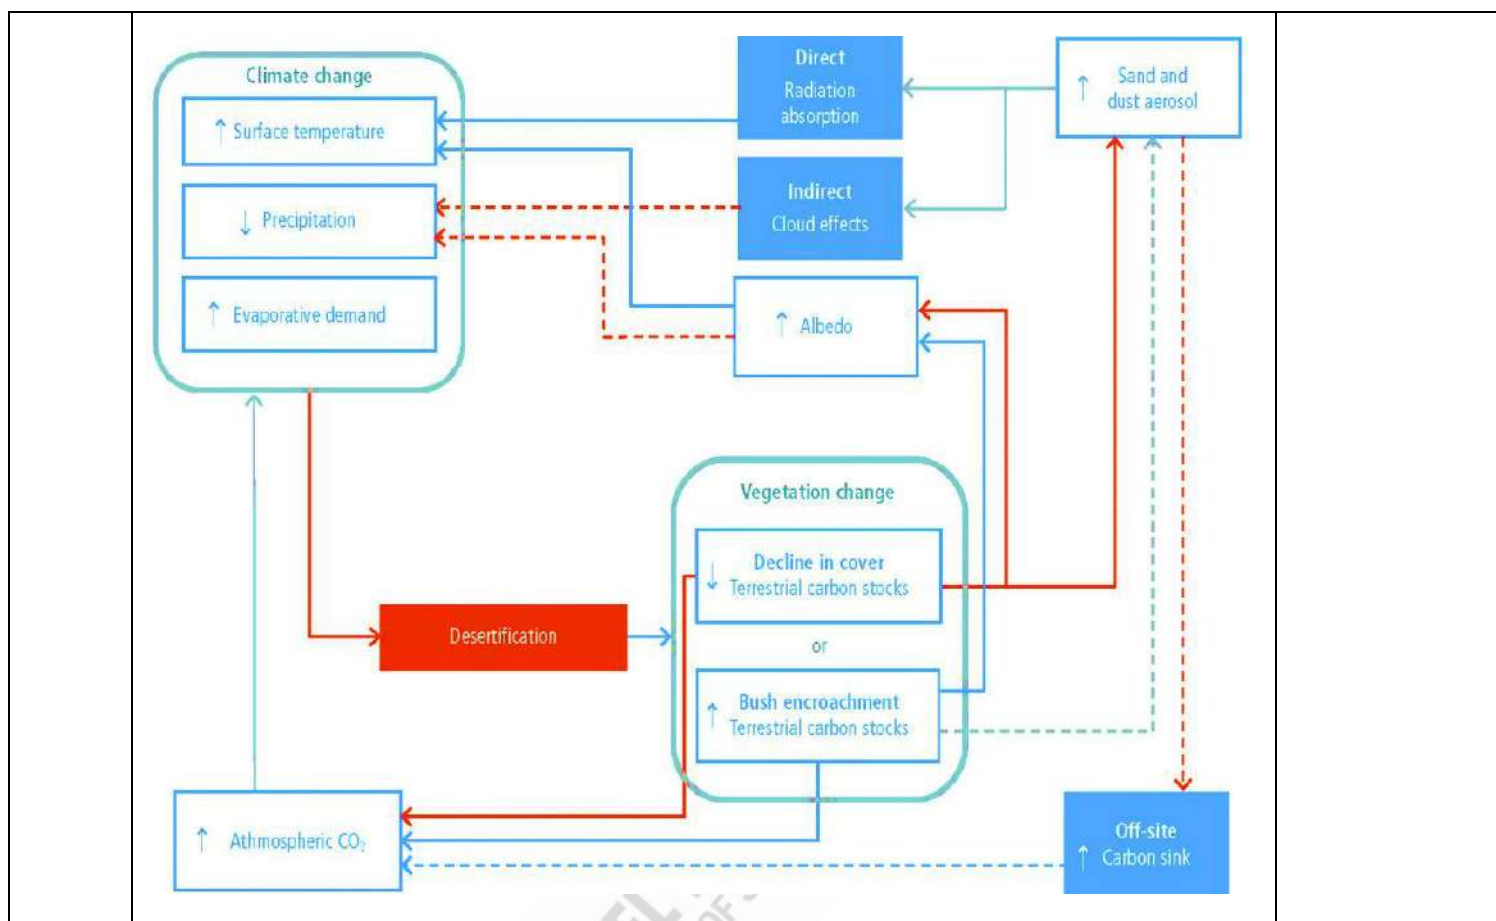 Climate change
↑ Surface temperature
↓ Precipitation
↑ Evaporative demand
Direct
Radiation
absorption
Indirect
Cloud effects
↑ Albedo
↑ Sand and
dust aerosol
Vegetation change
Decline in cover
↓ Terrestrial carbon stocks
or
Bush encroachment
↑ Terrestrial carbon stocks
Desertification
↑ Athmospheric CO₂
Off-site
↑ Carbon sink